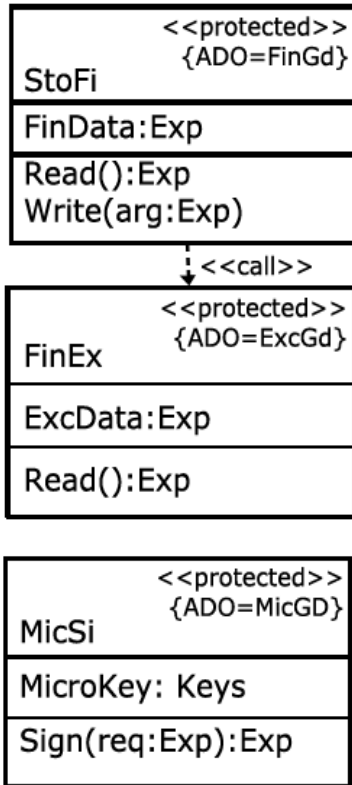 <<protected>>
{ADO=FinGd}
StoFi
FinData:Exp
Read():Exp
Write(arg:Exp)
<<call>>
<<protected>>
{ADO=ExcGd}
FinEx
ExcData:Exp
Read():Exp
<<protected>>
{ADO=MicGD}
MicSi
MicroKey: Keys
Sign(req:Exp):Exp